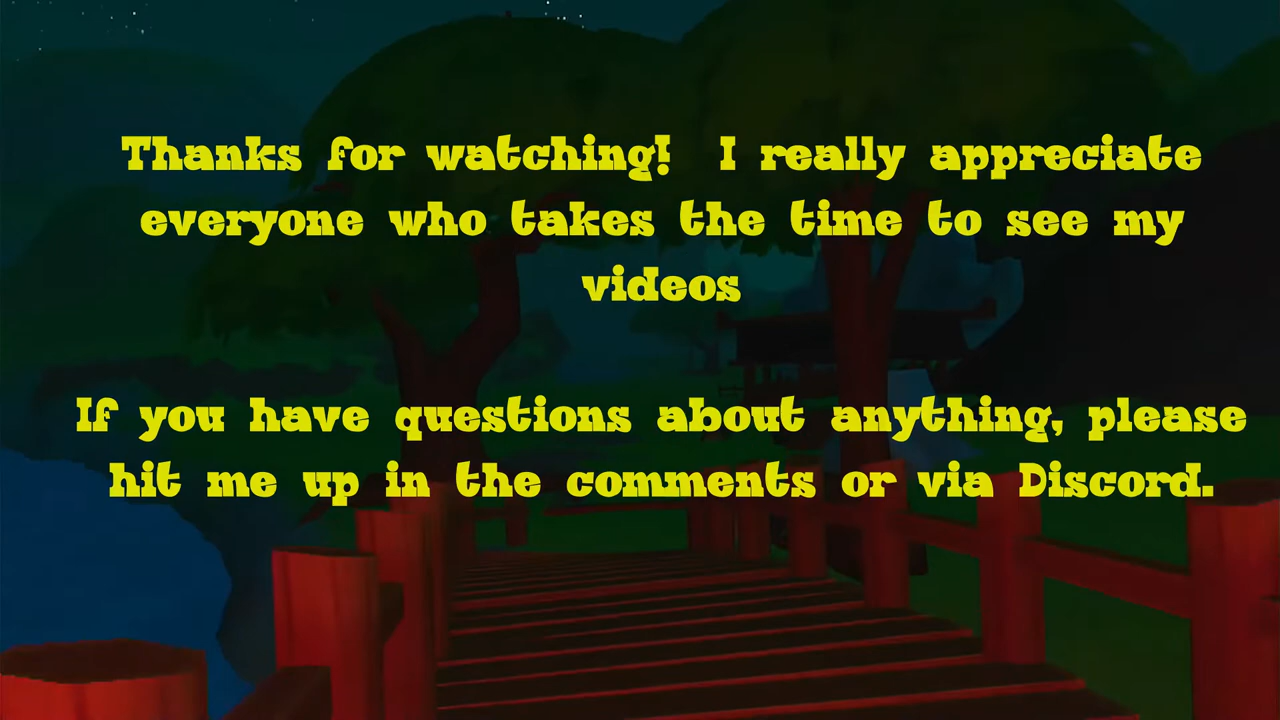 Thanks for watching! I really appreciate
everyone who takes the time to see my
videos
If you have questions about anything, please
hit me up in the comments or via Discord.